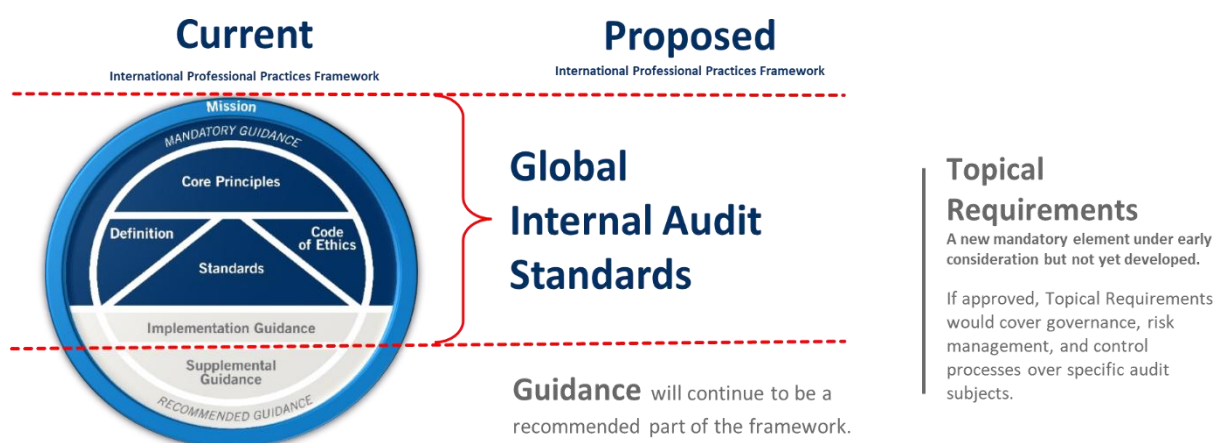 Current
International Professional Practices Framework
Proposed
International Professional Practices Framework
Mission
MANDATORY GUIDANCE
Core Principles
Definition
Code
of Ethics
Standards
Implementation Guidance
Supplemental
Guidance
RECOMMENDED GUIDANCE
Global
Internal Audit
Standards
Guidance will continue to be a
recommended part of the framework.
Topical
Requirements
A new mandatory element under early
consideration but not yet developed.
If approved, Topical Requirements
would cover governance, risk
management, and control
processes over specific audit
subjects.